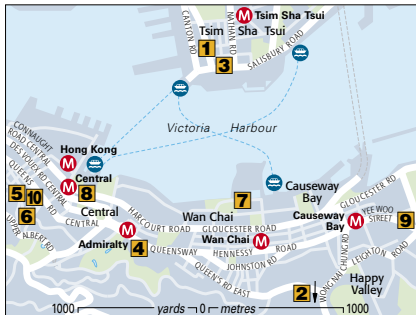 CANTON RD
NATHAN RD
Tsim Sha Tsui
Tsim Sha Tsui
1
3
SALISBURY ROAD
Victoria Harbour
CONNAUGHT
ROAD CENTRAL
DES VOEUX RD CENTRAL
QUEEN'S
CENTRAL
Hong Kong
Central
8
5
10
6
UPPER ALBERT RD
Central
Admiralty
4
HARCOURT ROAD
QUEENSWAY
Wan Chai
7
GLOUCESTER ROAD
Wan Chai
HENNESSY ROAD
JOHNSTON RD
QUEEN'S RD EAST
Causeway
Bay
GLOUCESTER RD
Causeway
Bay
YEE WOO
STREET
9
LEIGHTON ROAD
WONG NAI CHUNG RD
2
Happy
Valley
1000 yards 0 metres 1000